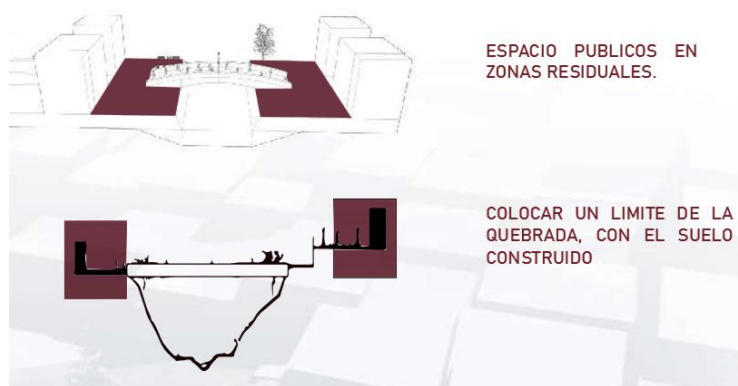 ESPACIO PUBLICOS EN
ZONAS RESIDUALES.
COLOCAR UN LIMITE DE LA
QUEBRADA, CON EL SUELO
CONSTRUIDO